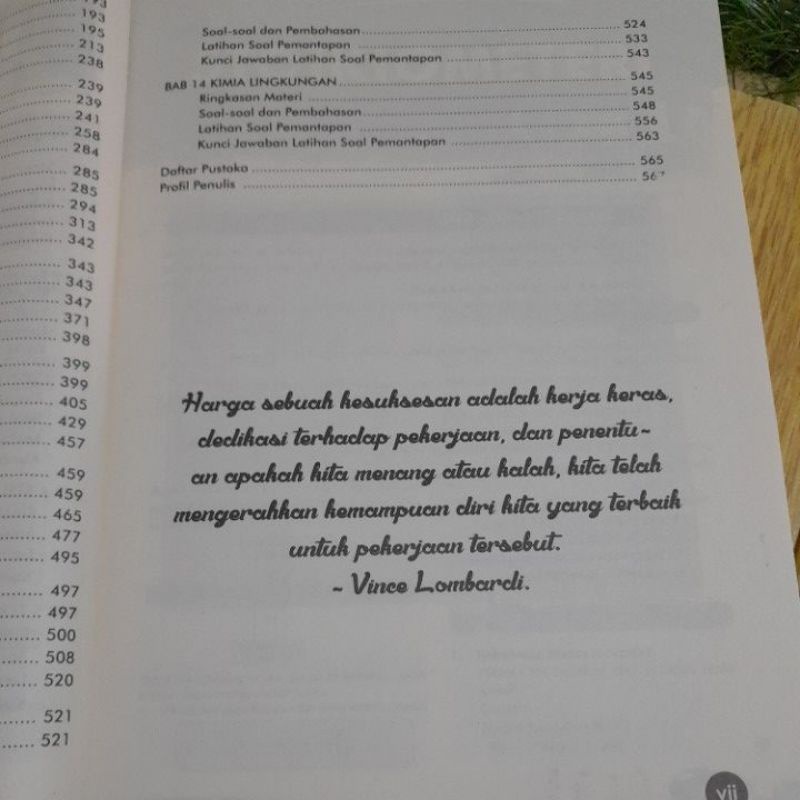 193
193
195
213
238
239
239
241
258
284
285
285
294
313
342
343
343
347
371
398
399
399
405
429
457
459
459
465
477
495
497
497
500
508
520
521
521
Soal-soal dan Pembahasan 524
Latihan Soal Pemantapan 533
Kunci Jawaban Latihan Soal Pemantapan 543
BAB 14 KIMIA LINGKUNGAN 545
Ringkasan Materi 545
Soal-soal dan Pembahasan 548
Latihan Soal Pemantapan 556
Kunci Jawaban Latihan Soal Pemantapan 563
Daftar Pustaka 565
Profil Penulis
Harga sebuah kesuksesan adalah kerja keras,
dedikasi terhadap pekerjaan, dan penentu~
an apakah kita menang atau kalah, kita telah
mengerahkan kemampuan diri kita yang terbaik
untuk pekerjaan tersebut.
~ Vince Lombardi.
vii